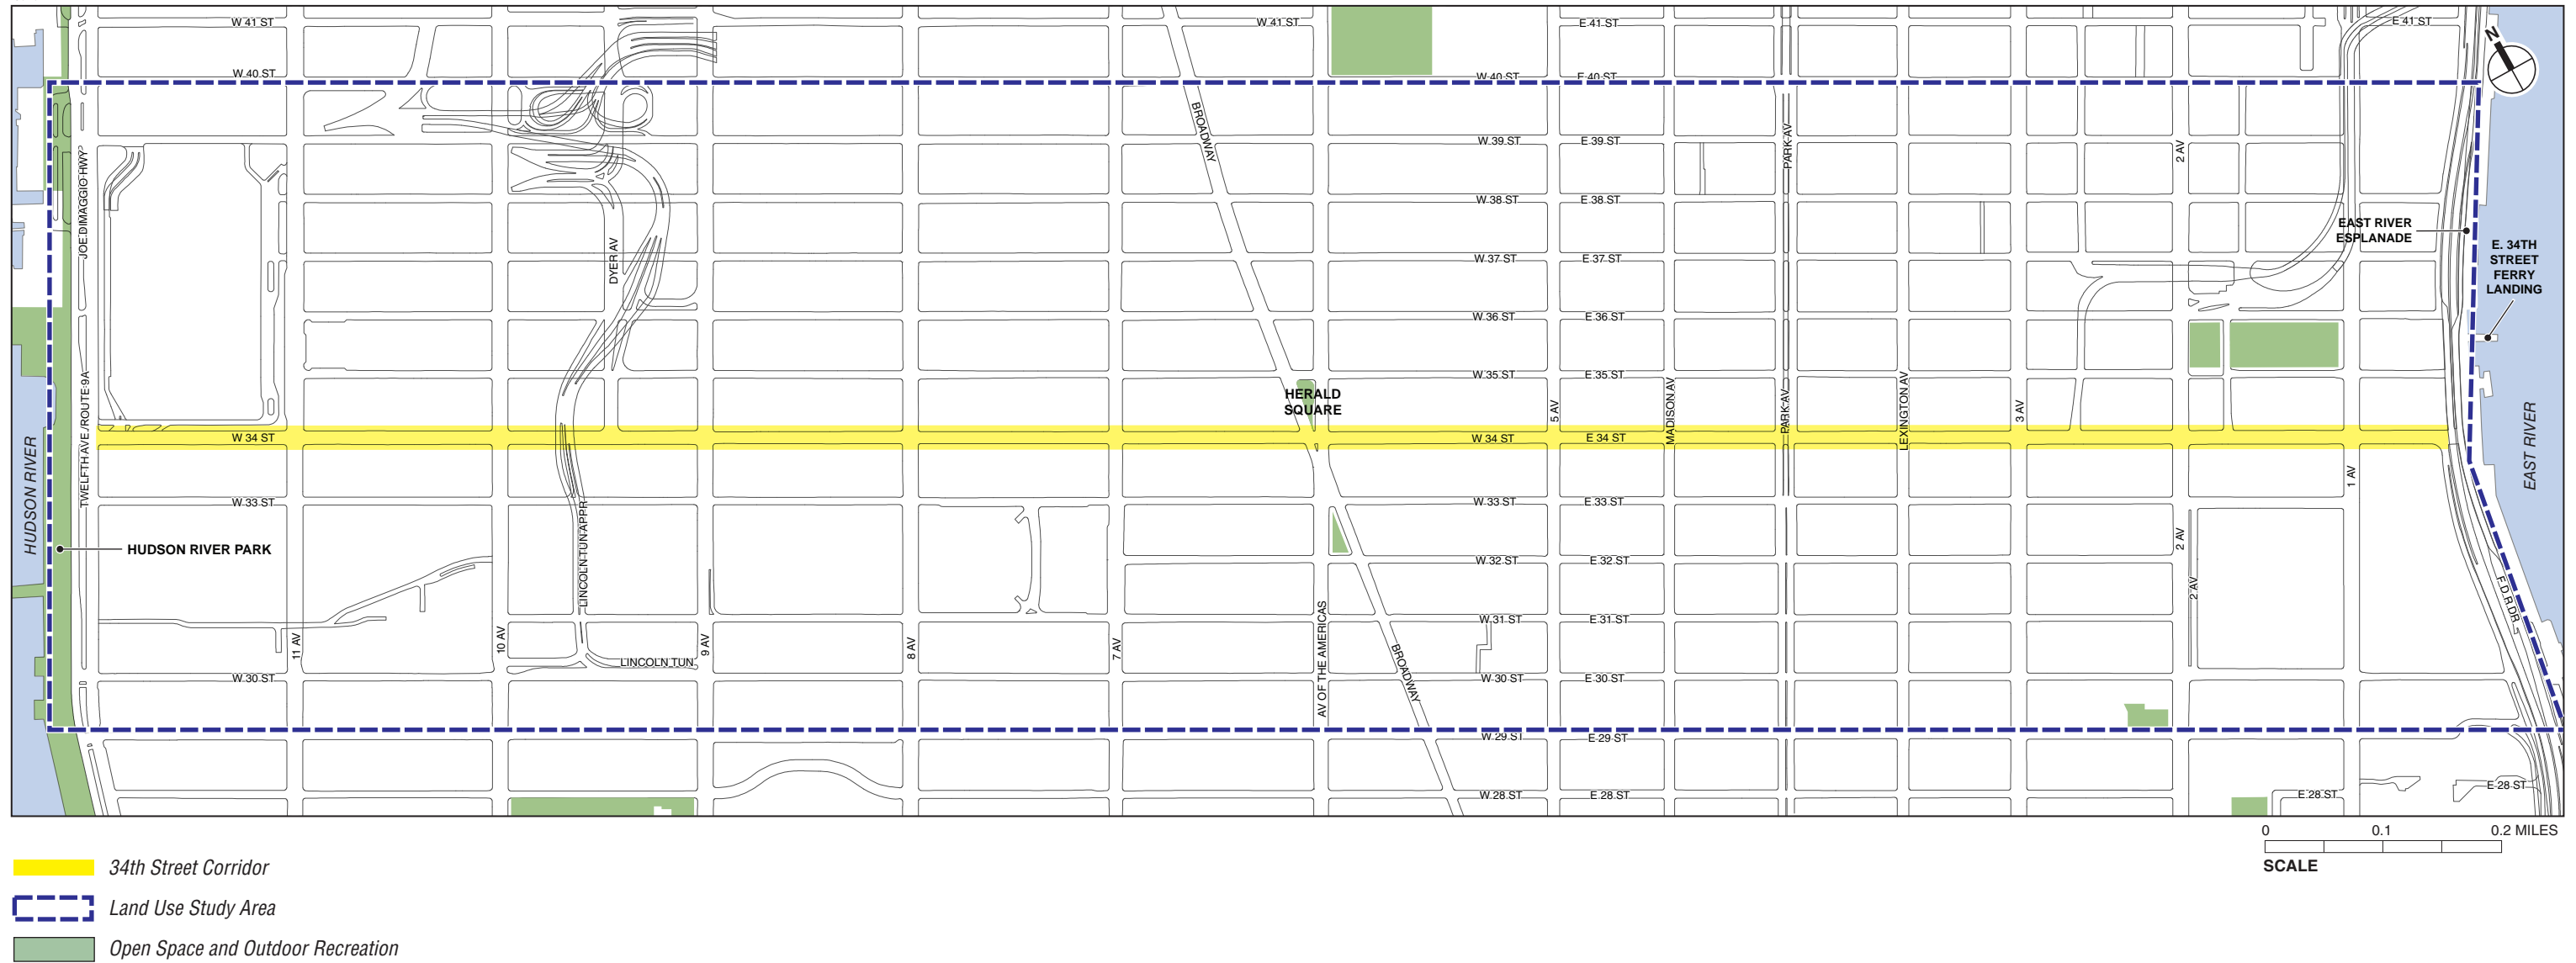 W 41 ST
W 41 ST
E 41 ST
E 41 ST
N
W 40 ST
W 40 ST
E 40 ST
BROADWAY
W 39 ST
E 39 ST
PARK AV
2 AV
JOE DIMAGGIO HWY
W 38 ST
E 38 ST
EAST RIVER
ESPLANADE
DYER AV
W 37 ST
E 37 ST
E. 34TH
STREET
FERRY
LANDING
W 36 ST
E 36 ST
W 35 ST
E 35 ST
HERALD
SQUARE
5 AV
MADISON AV
PARK AV
LEXINGTON AV
3 AV
TWELFTH AVE /ROUTE 9A
W 34 ST
W 34 ST
E 34 ST
HUDSON RIVER
EAST RIVER
1 AV
W 33 ST
W 33 ST
E 33 ST
HUDSON RIVER PARK
LINCOLN TUN APPR
2 AV
W 32 ST
E 32 ST
2 AV
F D R DR
W 31 ST
E 31 ST
11 AV
10 AV
LINCOLN TUN
9 AV
8 AV
7 AV
AV OF THE AMERICAS
BROADWAY
W 30 ST
W 30 ST
E 30 ST
W 29 ST
E 29 ST
W 28 ST
E 28 ST
E 28 ST
E 28 ST
0 0.1 0.2 MILES
SCALE
34th Street Corridor
Land Use Study Area
Open Space and Outdoor Recreation